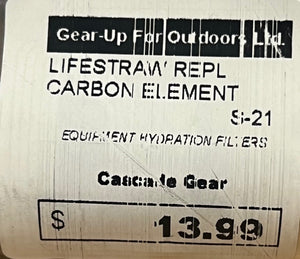 Gear-Up For Outdoors Ltd.
LIFESTRAW REPL
CARBON ELEMENT
S-21
EQUIPMENT HYDRATION FILTERS
Cascade Gear
$ 13.99